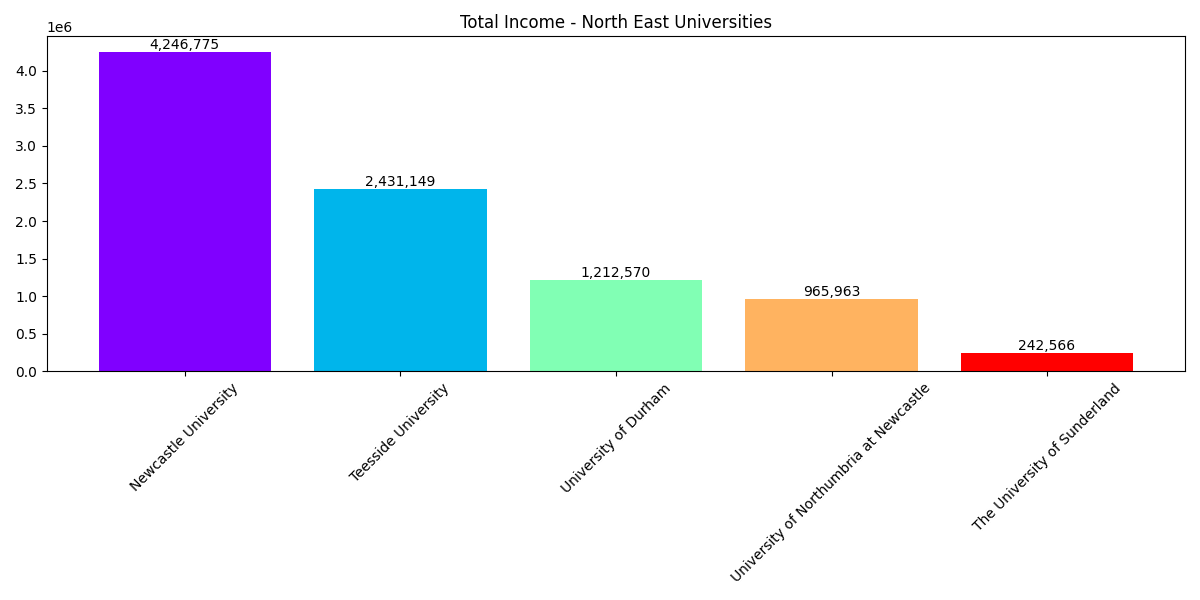 Total Income - North East Universities
1e6
4.0
3.5
3.0
2.5
2.0
1.5
1.0
0.5
0.0
4,246,775
2,431,149
1,212,570
965,963
242,566
Newcastle University
Teesside University
University of Durham
University of Northumbria at Newcastle
The University of Sunderland